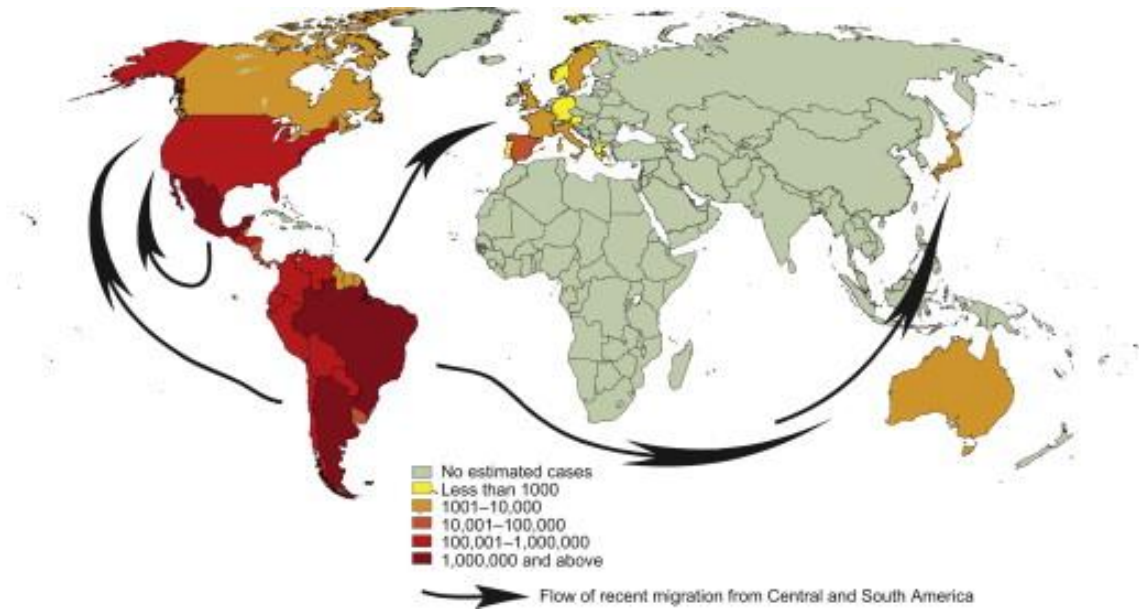 No estimated cases
Less than 1000
1001–10,000
10,001–100,000
100,001–1,000,000
1,000,000 and above
Flow of recent migration from Central and South America